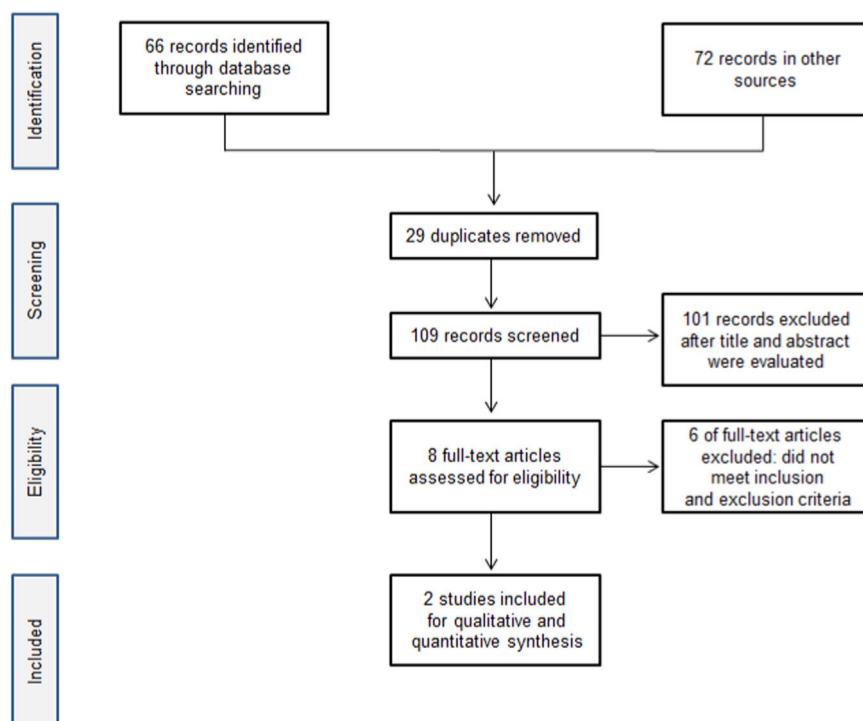 Identification
66 records identified
through database
searching
72 records in other
sources
Screening
29 duplicates removed
109 records screened
101 records excluded
after title and abstract
were evaluated
Eligibility
8 full-text articles
assessed for eligibility
6 of full-text articles
excluded: did not
meet inclusion
and exclusion criteria
Included
2 studies included
for qualitative and
quantitative synthesis